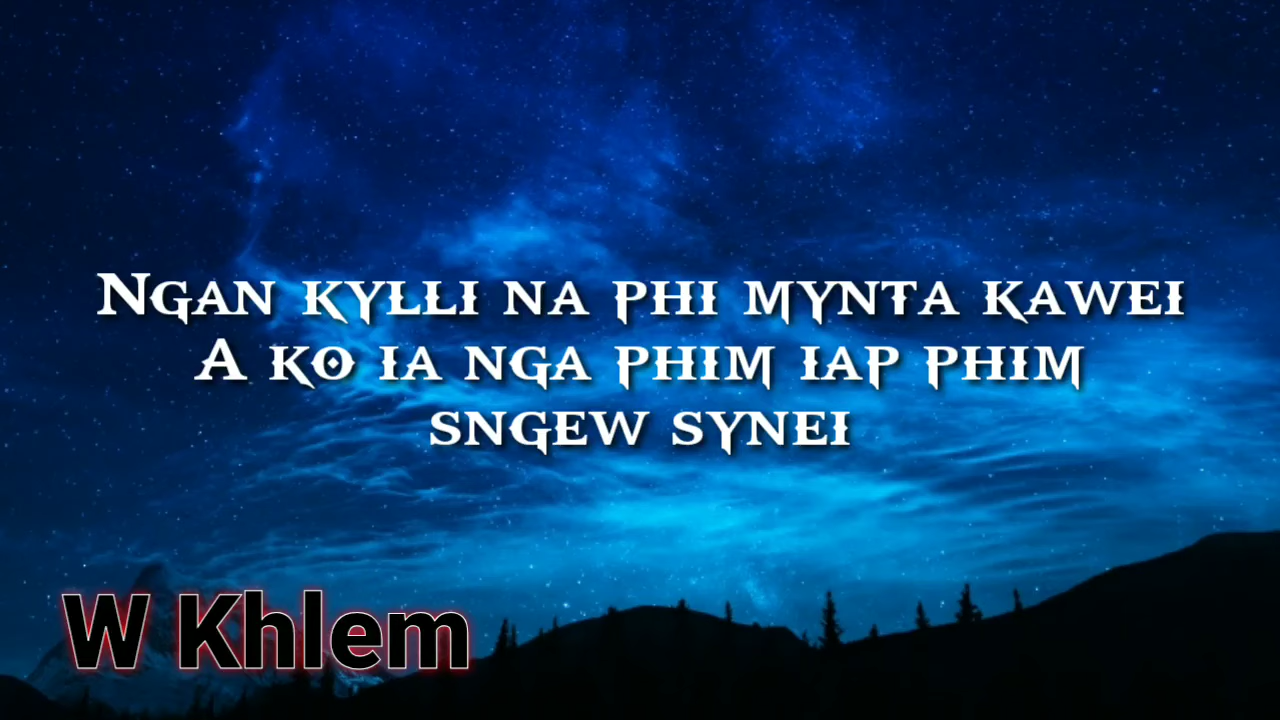 Ngan kylli na phi mynta kawei
A ko ia nga phim iap phim
sngew synei
W Khlem